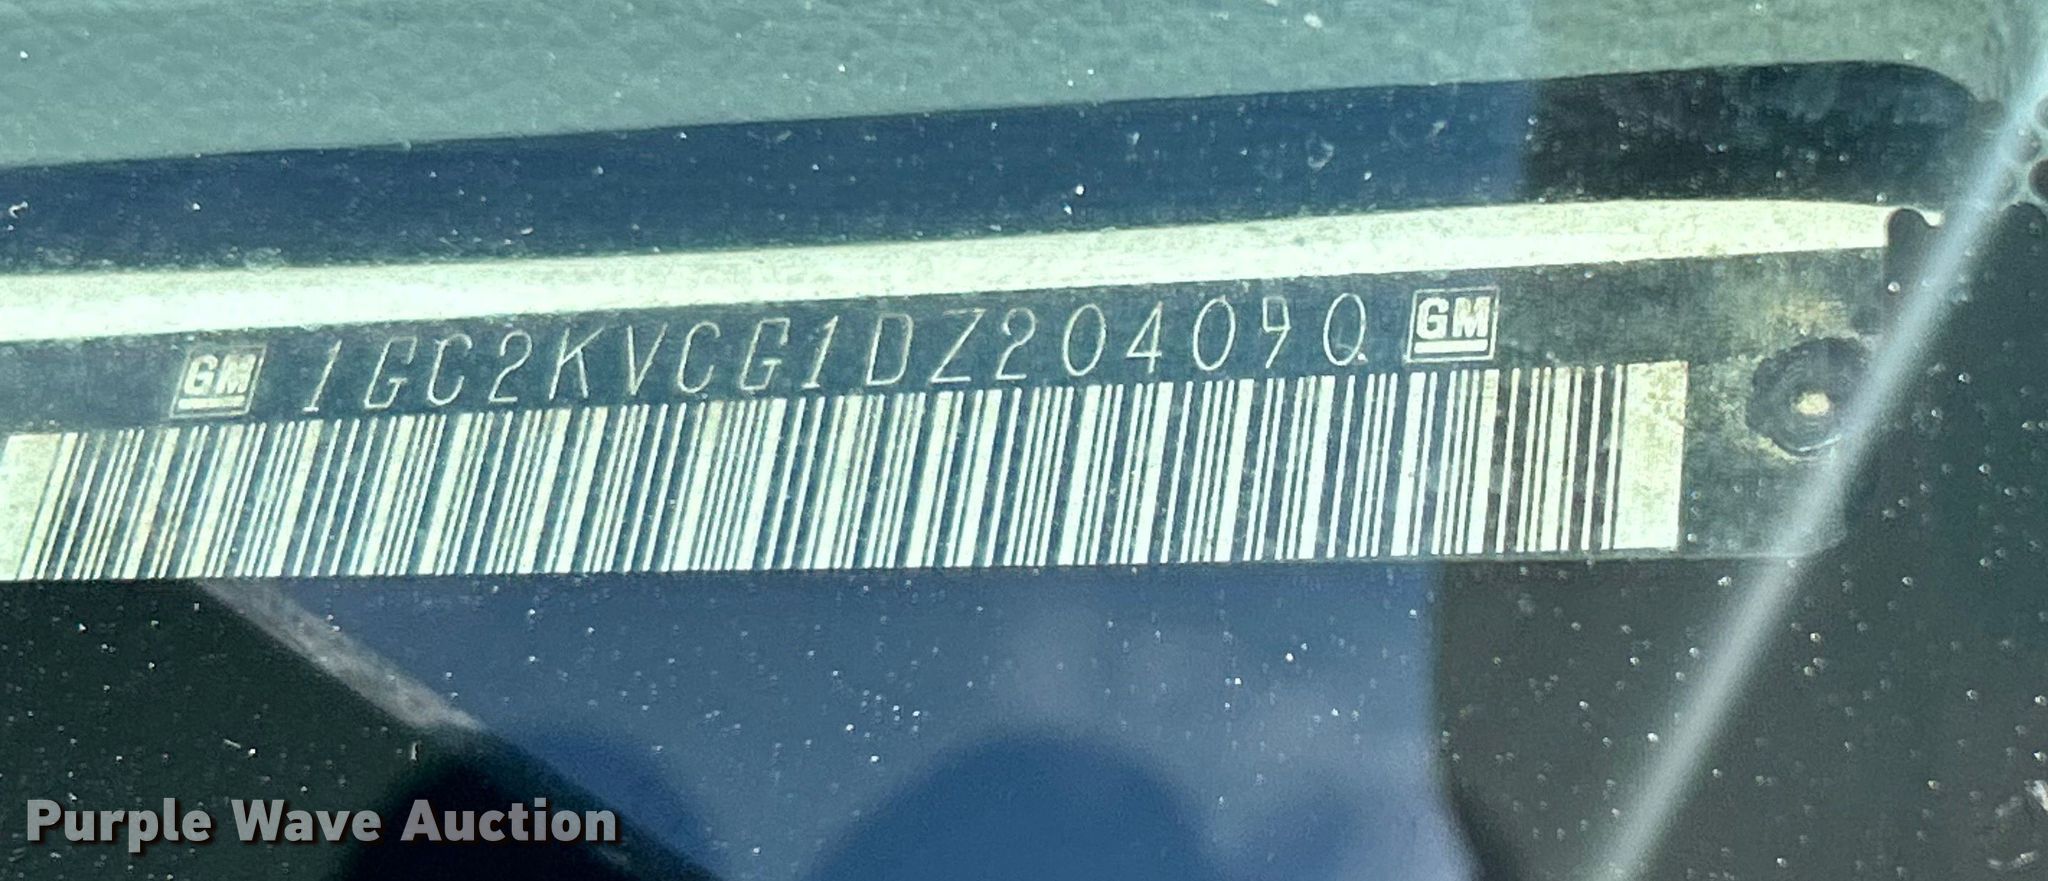 GM 1GC2KVCG1DZ204090 GM
Purple Wave Auction